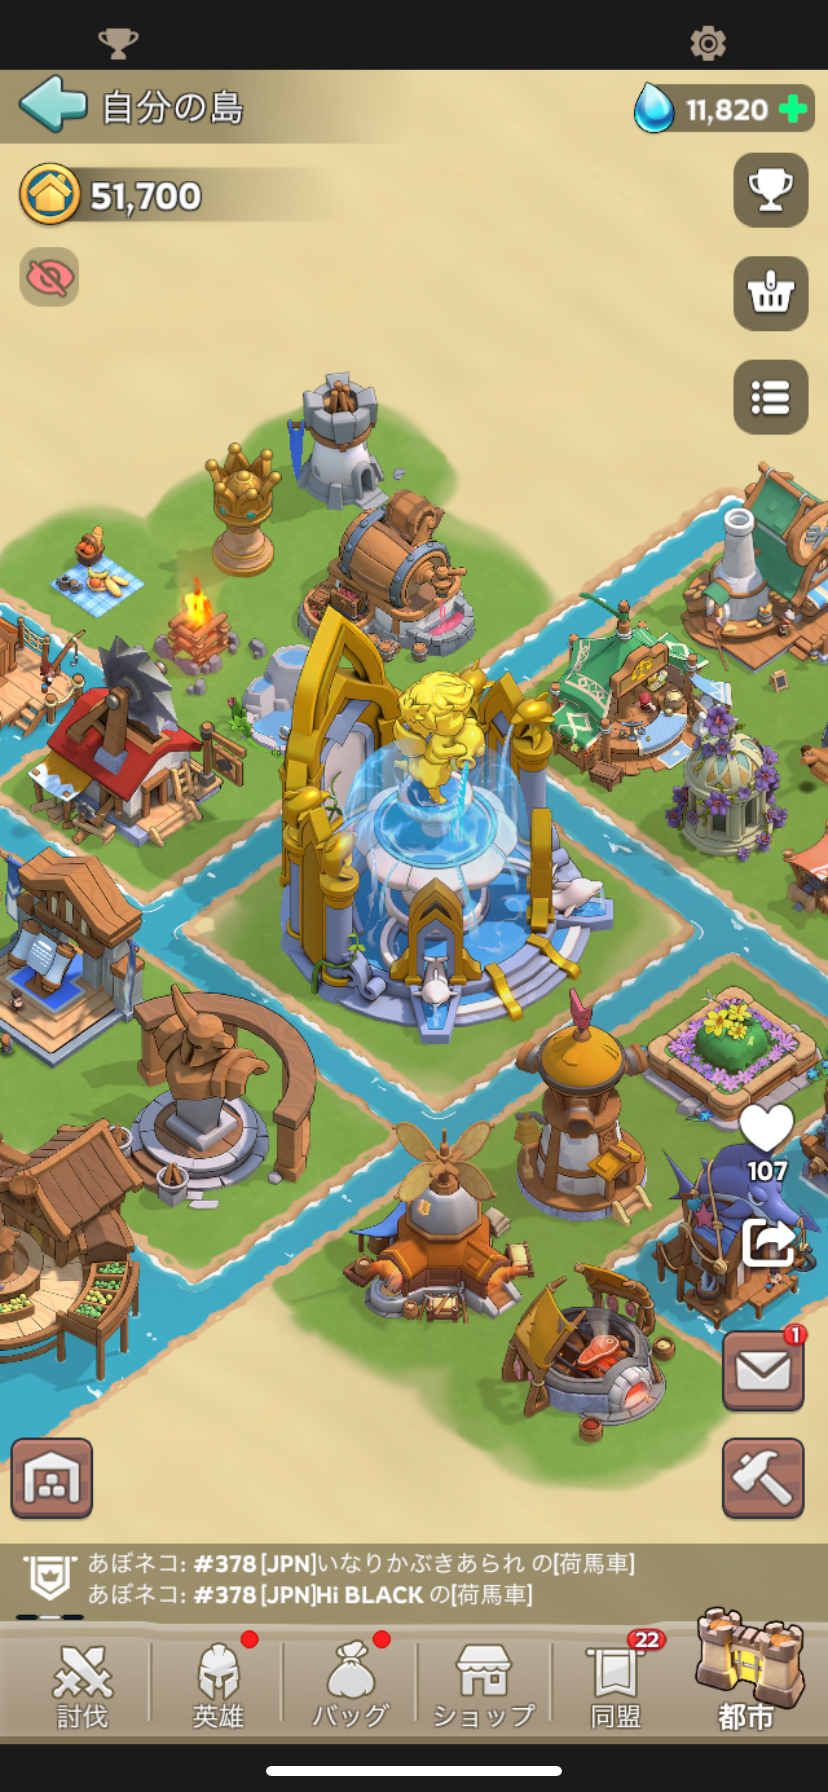 自分の島
11,820
51,700
107
1
あぼネコ: #378[JPN]いなりかぶきあられ の[荷馬車]
あぼネコ: #378[JPN]Hi BLACK の[荷馬車]
22
討伐
英雄
バッグ
ショップ
同盟
都市